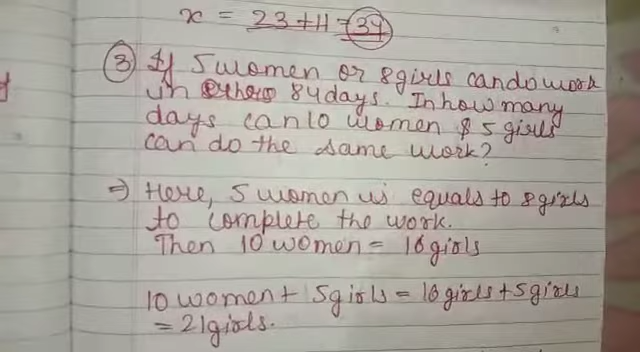 x = 23 + 11 = 34
③ If 5 women or 8 girls can do work
in 84 days. In how many
days can 10 women & 5 girls
can do the same work?
⇒ Here, 5 women is equals to 8 girls
to complete the work.
Then 10 women = 16 girls
10 women + 5 girls = 16 girls + 5 girls
= 21 girls.